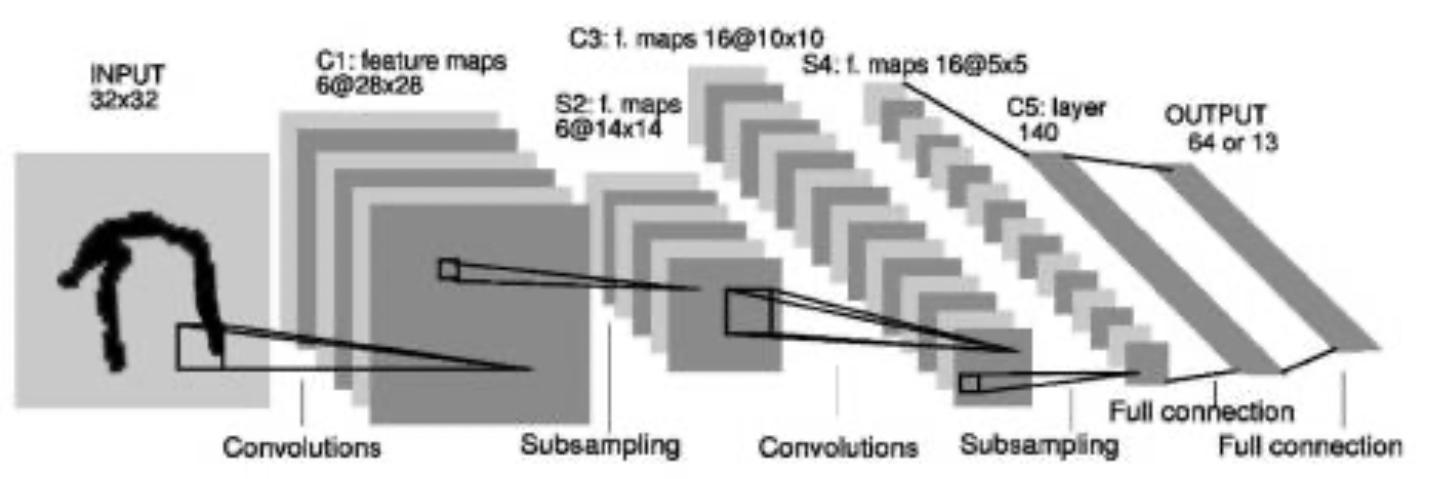 INPUT
32x32
C1: feature maps
6@28x28
S2: f. maps
6@14x14
C3: f. maps 16@10x10
S4: f. maps 16@5x5
C5: layer
140
OUTPUT
64 or 13
Convolutions
Subsampling
Convolutions
Subsampling
Full connection
Full connection